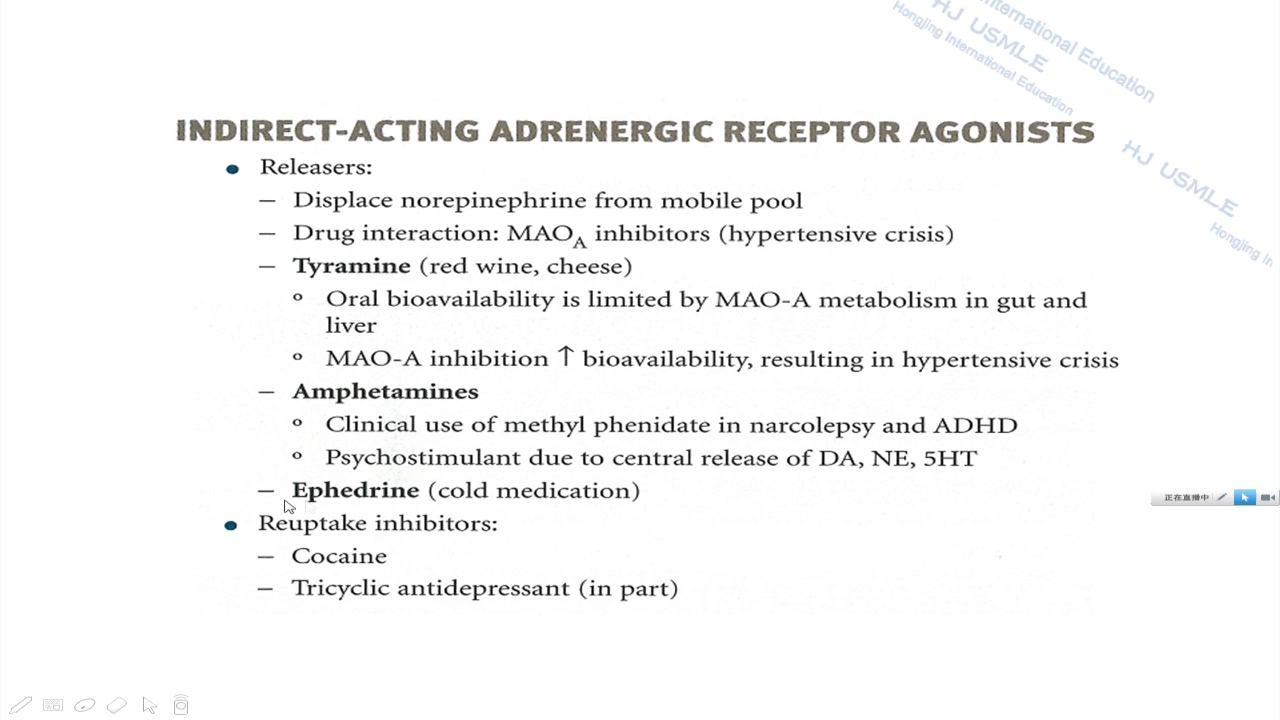 International Education
HJ USMLE
Hongjing International Education
INDIRECT-ACTING ADRENERGIC RECEPTOR AGONISTS
HJ USMLE
Hongjing In
● Releasers:
– Displace norepinephrine from mobile pool
– Drug interaction: MAOA inhibitors (hypertensive crisis)
– Tyramine (red wine, cheese)
° Oral bioavailability is limited by MAO-A metabolism in gut and
liver
° MAO-A inhibition ↑ bioavailability, resulting in hypertensive crisis
– Amphetamines
° Clinical use of methyl phenidate in narcolepsy and ADHD
° Psychostimulant due to central release of DA, NE, 5HT
– Ephedrine (cold medication)
正在直播中
● Reuptake inhibitors:
– Cocaine
– Tricyclic antidepressant (in part)